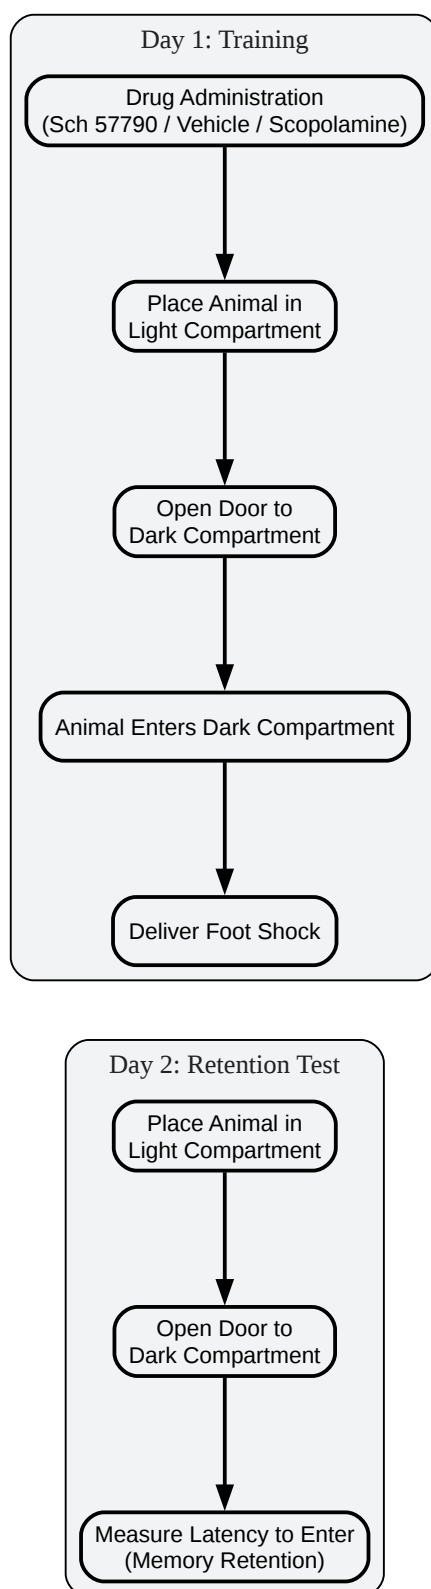 Day 1: Training
Drug Administration
(Sch 57790 / Vehicle / Scopolamine)
Place Animal in
Light Compartment
Open Door to
Dark Compartment
Animal Enters Dark Compartment
Deliver Foot Shock
Day 2: Retention Test
Place Animal in
Light Compartment
Open Door to
Dark Compartment
Measure Latency to Enter
(Memory Retention)